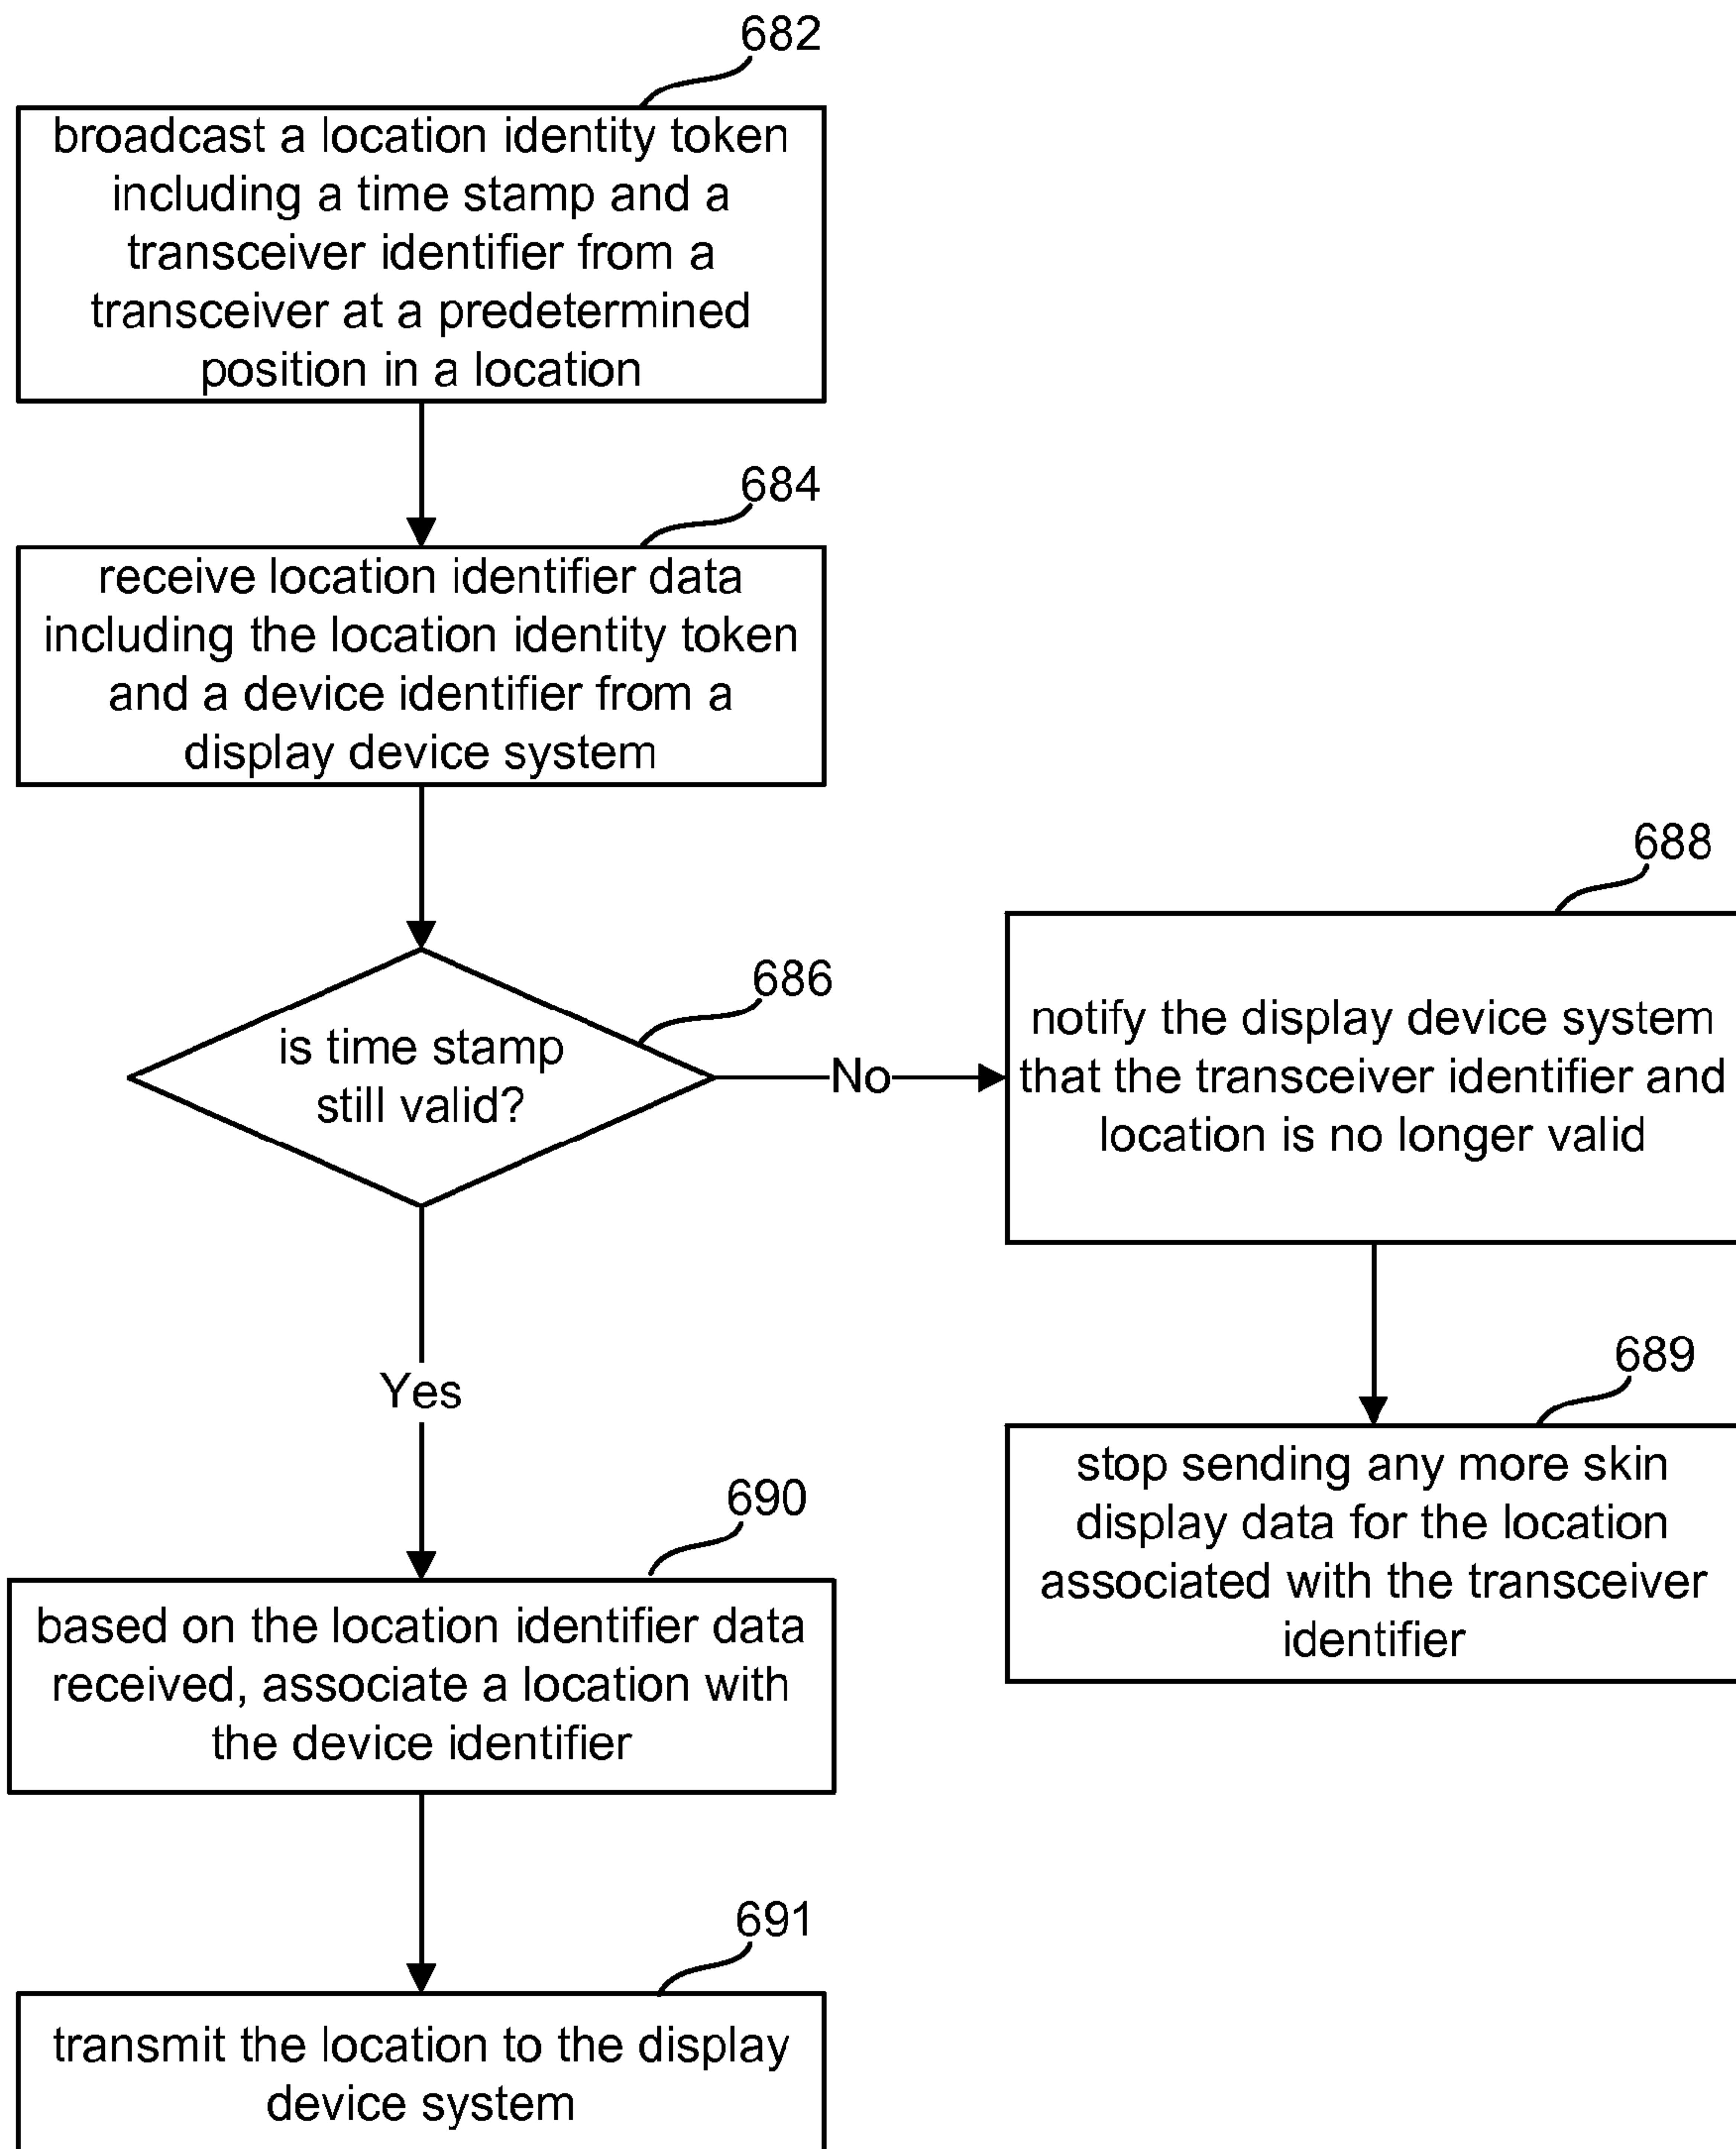 682
broadcast a location identity token
including a time stamp and a
transceiver identifier from a
transceiver at a predetermined
position in a location
684
receive location identifier data
including the location identity token
and a device identifier from a
display device system
686
is time stamp
still valid?
No
688
notify the display device system
that the transceiver identifier and
location is no longer valid
689
stop sending any more skin
display data for the location
associated with the transceiver
identifier
Yes
690
based on the location identifier data
received, associate a location with
the device identifier
691
transmit the location to the display
device system